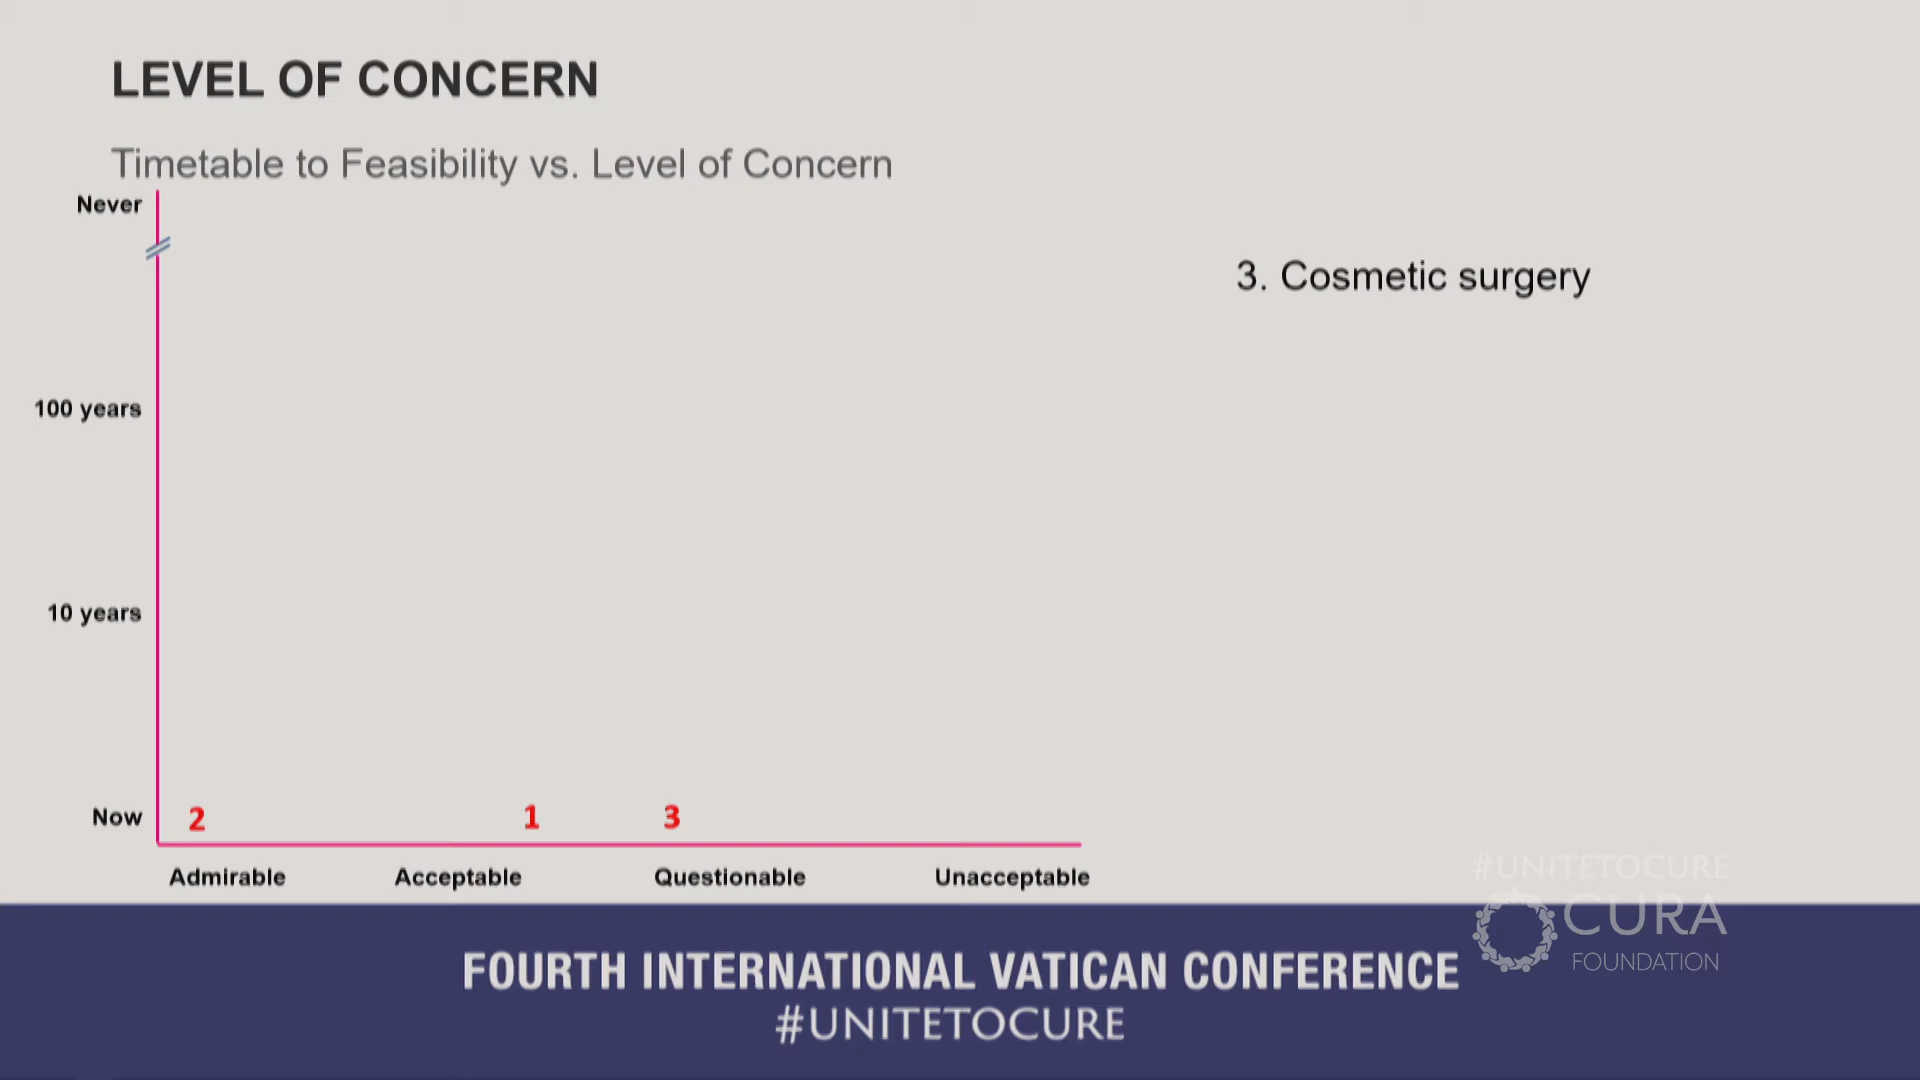 LEVEL OF CONCERN
Timetable to Feasibility vs. Level of Concern
Never
3. Cosmetic surgery
100 years
10 years
Now
2
1
3
Admirable
Acceptable
Questionable
Unacceptable
#UNITETOCURE
CURA
FOUNDATION
FOURTH INTERNATIONAL VATICAN CONFERENCE
#UNITETOCURE